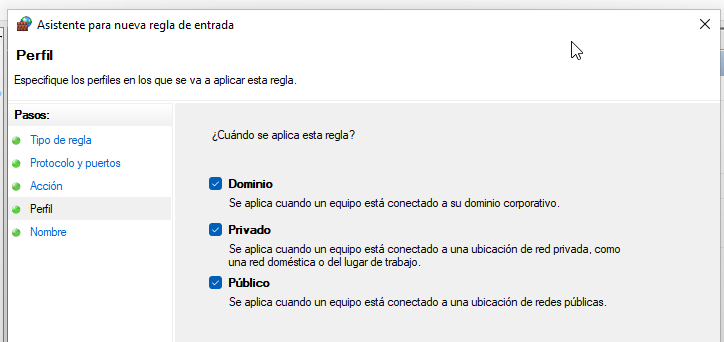 Asistente para nueva regla de entrada
Perfil
Especifique los perfiles en los que se va a aplicar esta regla.
Pasos:
Tipo de regla
Protocolo y puertos
Acción
Perfil
Nombre
¿Cuándo se aplica esta regla?
Dominio
Se aplica cuando un equipo está conectado a su dominio corporativo.
Privado
Se aplica cuando un equipo está conectado a una ubicación de red privada, como
una red doméstica o del lugar de trabajo.
Público
Se aplica cuando un equipo está conectado a una ubicación de redes públicas.